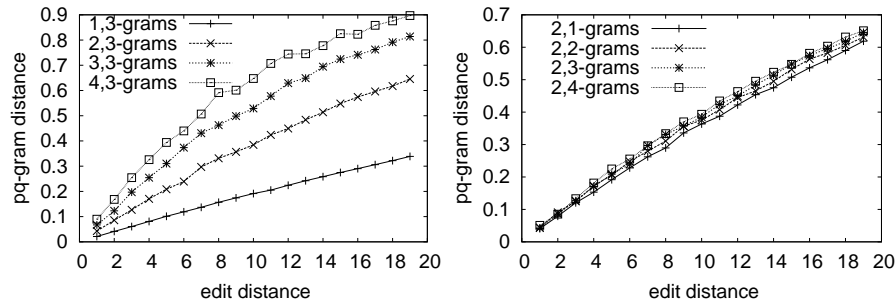 1,3-grams
2,3-grams
3,3-grams
4,3-grams
1
0.9
0.8
0.7
0.6
0.5
0.4
0.3
0.2
0.1
0
pq-gram distance
0 2 4 6 8 10 12 14 16 18 20
edit distance
2,1-grams
2,2-grams
2,3-grams
2,4-grams
0.7
0.6
0.5
0.4
0.3
0.2
0.1
0
pq-gram distance
0 2 4 6 8 10 12 14 16 18 20
edit distance